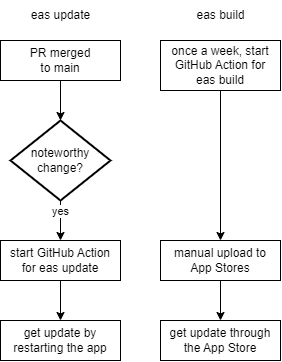 eas update
PR merged
to main
noteworthy
change?
yes
start GitHub Action
for eas update
get update by
restarting the app
eas build
once a week, start
GitHub Action for
eas build
manual upload to
App Stores
get update through
the App Store